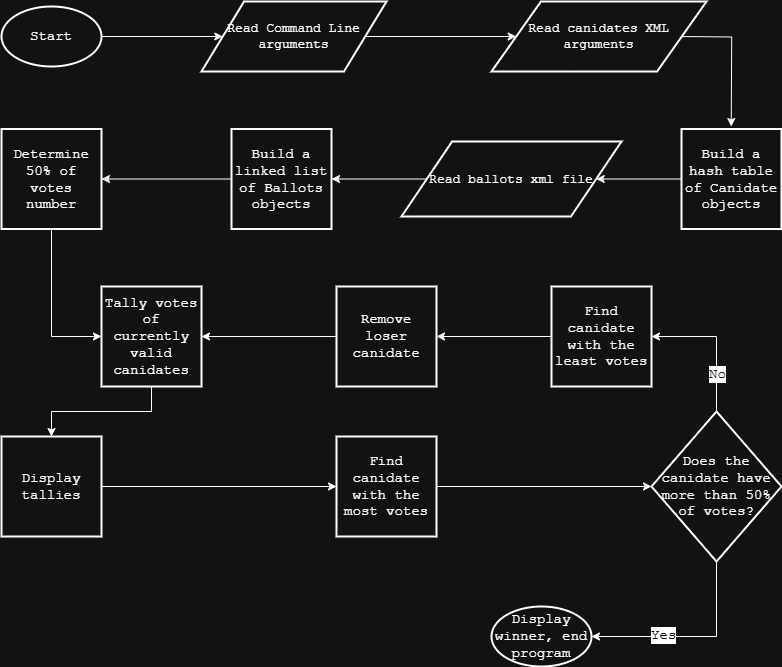 Start
Read Command Line
arguments
Read canidates XML
arguments
Build a
hash table
of Canidate
objects
Read ballots xml file
Build a
linked list
of Ballots
objects
Determine
50% of
votes
number
Tally votes
of
currently
valid
canidates
Display
tallies
Find
canidate
with the
most votes
Does the
canidate have
more than 50%
of votes?
No
Find
canidate
with the
least votes
Remove
loser
canidate
Yes
Display
winner, end
program